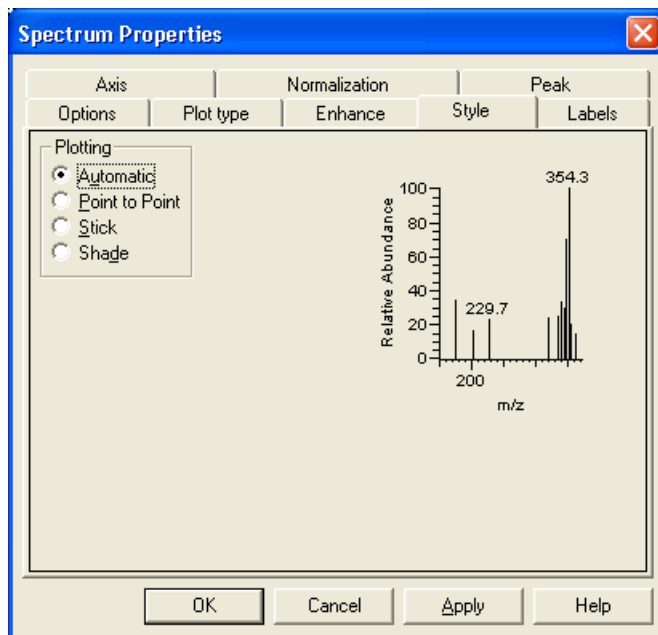 Spectrum Properties
Axis Normalization Peak
Options Plot type Enhance Style Labels
Plotting
Automatic
Point to Point
Stick
Shade
354.3
100
80
60
40
20
0
Relative Abundance
229.7
200
m/z
OK Cancel Apply Help